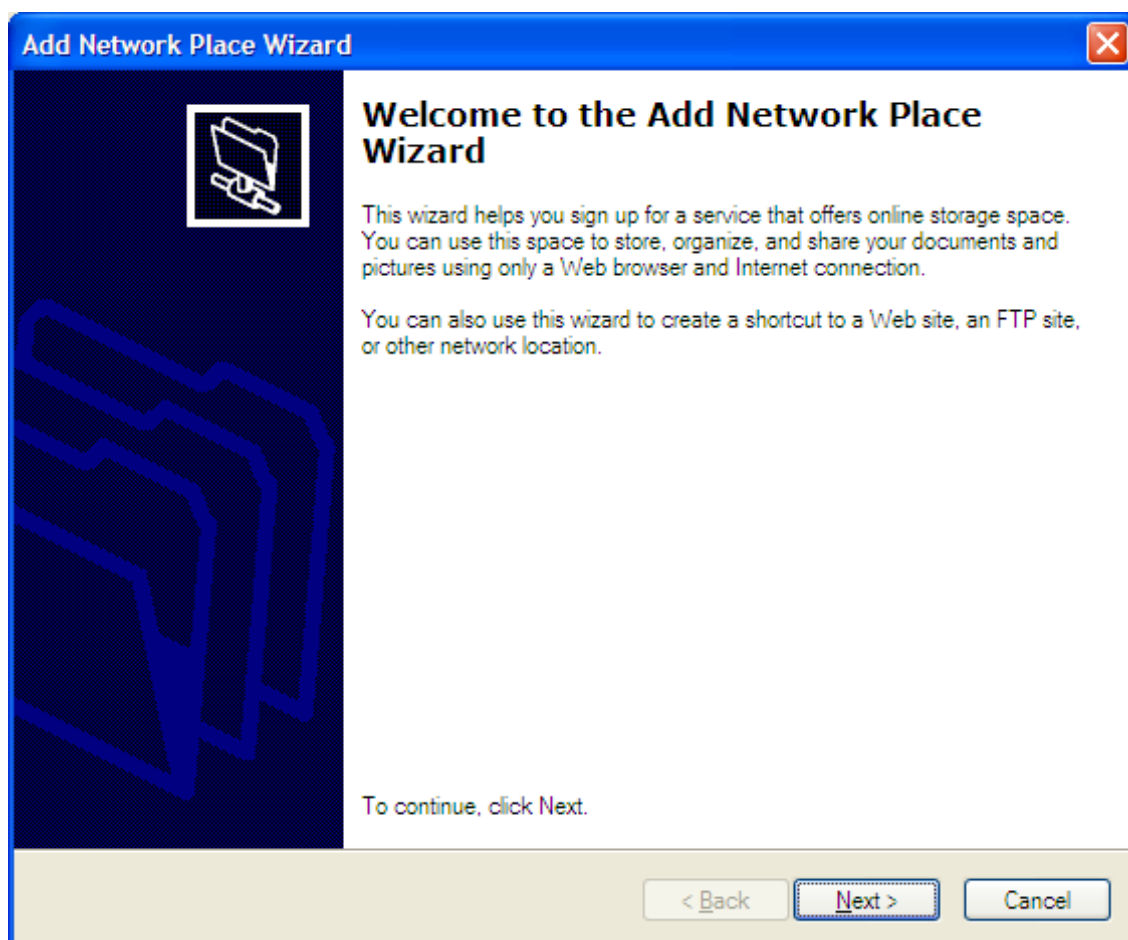 Add Network Place Wizard
Welcome to the Add Network Place
Wizard
This wizard helps you sign up for a service that offers online storage space.
You can use this space to store, organize, and share your documents and
pictures using only a Web browser and Internet connection.
You can also use this wizard to create a shortcut to a Web site, an FTP site,
or other network location.
To continue, click Next.
< Back
Next >
Cancel